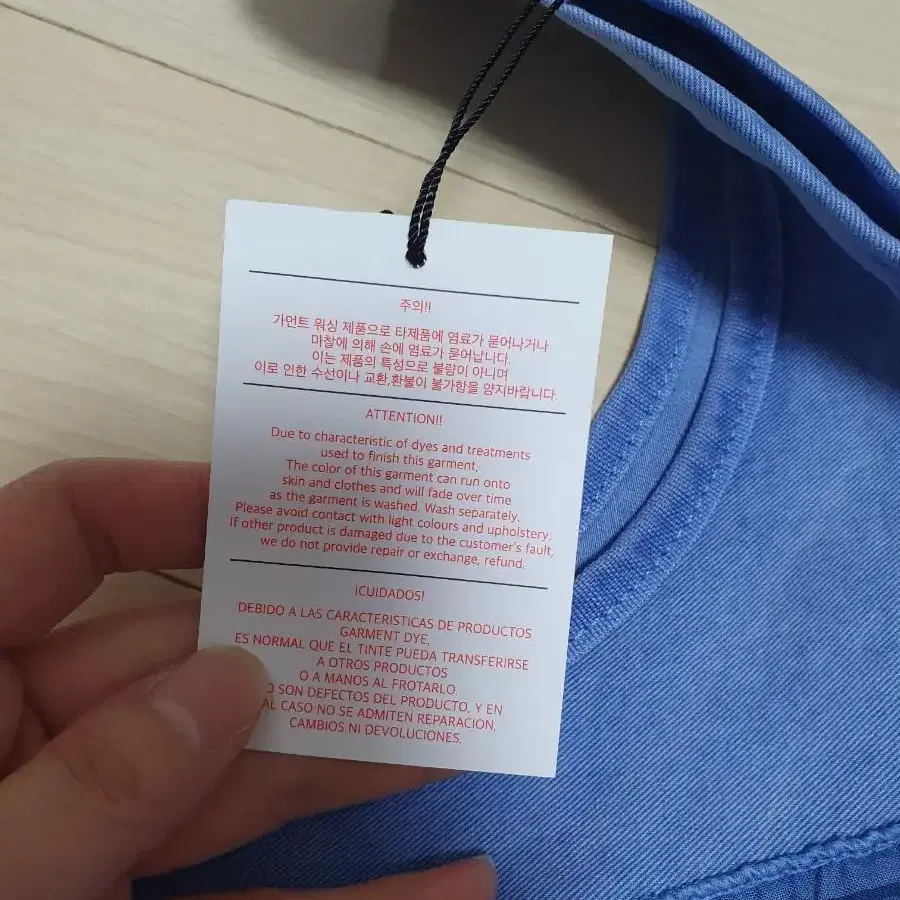 주의!!
가먼트 워싱 제품으로 타제품에 염료가 묻어나거나
마찰에 의해 손에 염료가 묻어납니다.
이는 제품의 특성으로 불량이 아니며
이로 인한 수선이나 교환,환불이 불가함을 양지바랍니다.
ATTENTION!!
Due to characteristic of dyes and treatments
used to finish this garment,
The color of this garment can run onto
skin and clothes and will fade over time
as the garment is washed. Wash separately.
Please avoid contact with light colours and upholstery.
If other product is damaged due to the customer's fault,
we do not provide repair or exchange, refund.
¡CUIDADOS!
DEBIDO A LAS CARACTERISTICAS DE PRODUCTOS
GARMENT DYE,
ES NORMAL QUE EL TINTE PUEDA TRANSFERIRSE
A OTROS PRODUCTOS
O A MANOS AL FROTARLO.
SON DEFECTOS DEL PRODUCTO, Y EN
CASO NO SE ADMITEN REPARACION,
CAMBIOS NI DEVOLUCIONES.